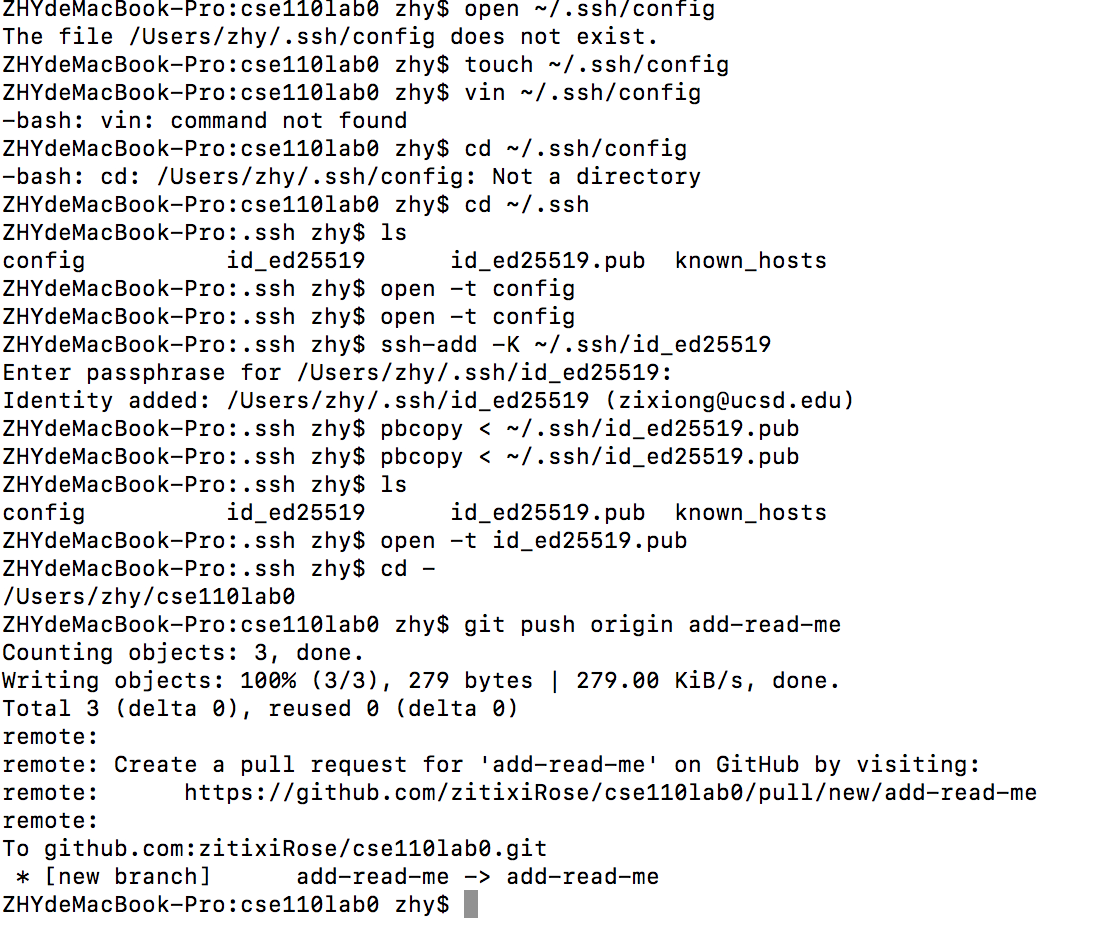 ZHYdeMacBook-Pro:cse110lab0 zhy$ open ~/.ssh/config
The file /Users/zhy/.ssh/config does not exist.
ZHYdeMacBook-Pro:cse110lab0 zhy$ touch ~/.ssh/config
ZHYdeMacBook-Pro:cse110lab0 zhy$ vin ~/.ssh/config
-bash: vin: command not found
ZHYdeMacBook-Pro:cse110lab0 zhy$ cd ~/.ssh/config
-bash: cd: /Users/zhy/.ssh/config: Not a directory
ZHYdeMacBook-Pro:cse110lab0 zhy$ cd ~/.ssh
ZHYdeMacBook-Pro:.ssh zhy$ ls
config          id_ed25519      id_ed25519.pub  known_hosts
ZHYdeMacBook-Pro:.ssh zhy$ open -t config
ZHYdeMacBook-Pro:.ssh zhy$ open -t config
ZHYdeMacBook-Pro:.ssh zhy$ ssh-add -K ~/.ssh/id_ed25519
Enter passphrase for /Users/zhy/.ssh/id_ed25519:
Identity added: /Users/zhy/.ssh/id_ed25519 (zixiong@ucsd.edu)
ZHYdeMacBook-Pro:.ssh zhy$ pbcopy < ~/.ssh/id_ed25519.pub
ZHYdeMacBook-Pro:.ssh zhy$ pbcopy < ~/.ssh/id_ed25519.pub
ZHYdeMacBook-Pro:.ssh zhy$ ls
config          id_ed25519      id_ed25519.pub  known_hosts
ZHYdeMacBook-Pro:.ssh zhy$ open -t id_ed25519.pub
ZHYdeMacBook-Pro:.ssh zhy$ cd -
/Users/zhy/cse110lab0
ZHYdeMacBook-Pro:cse110lab0 zhy$ git push origin add-read-me
Counting objects: 3, done.
Writing objects: 100% (3/3), 279 bytes | 279.00 KiB/s, done.
Total 3 (delta 0), reused 0 (delta 0)
remote:
remote: Create a pull request for 'add-read-me' on GitHub by visiting:
remote:      https://github.com/zitixiRose/cse110lab0/pull/new/add-read-me
remote:
To github.com:zitixiRose/cse110lab0.git
 * [new branch]      add-read-me -> add-read-me
ZHYdeMacBook-Pro:cse110lab0 zhy$